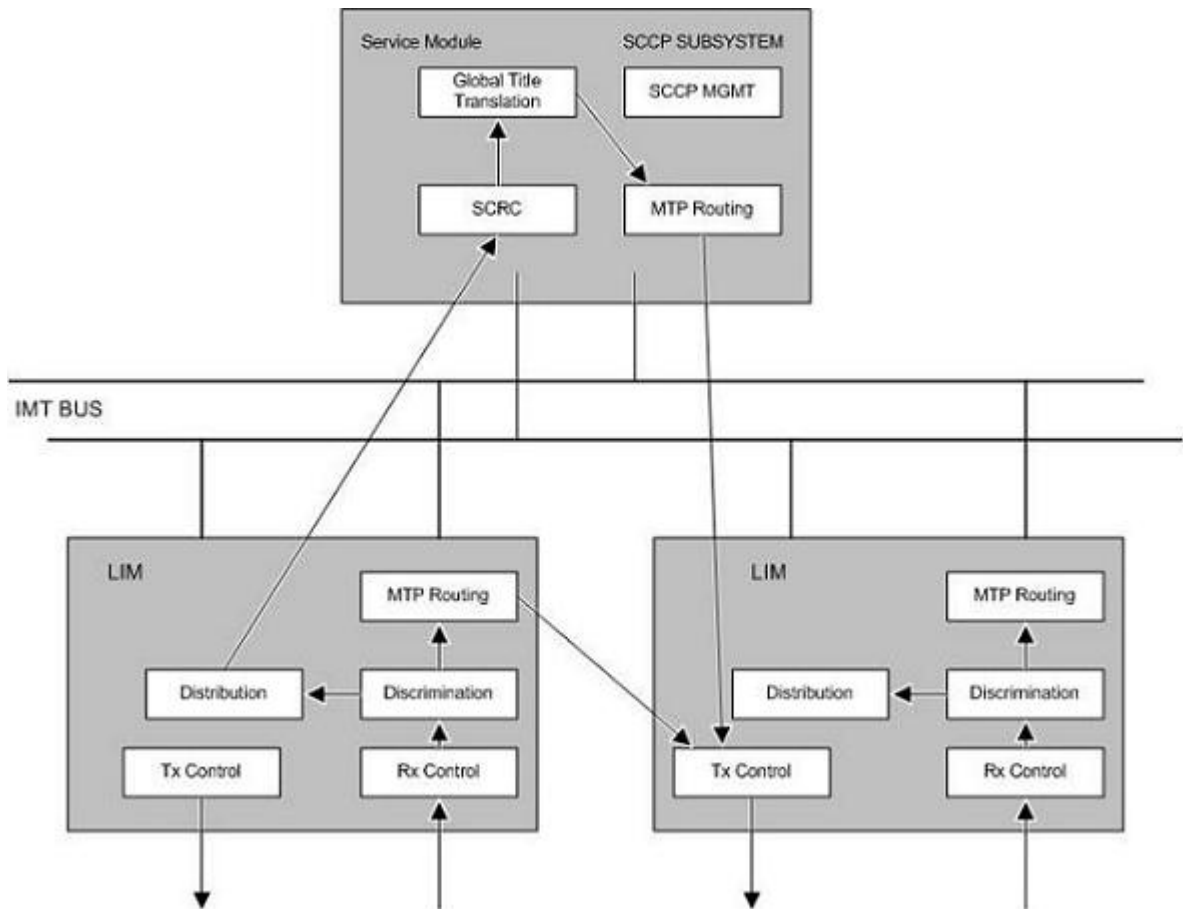 Service Module
SCCP SUBSYSTEM
Global Title
Translation
SCCP MGMT
SCRC
MTP Routing
IMT BUS
LIM
MTP Routing
Distribution
Discrimination
Tx Control
Rx Control
LIM
MTP Routing
Distribution
Discrimination
Tx Control
Rx Control